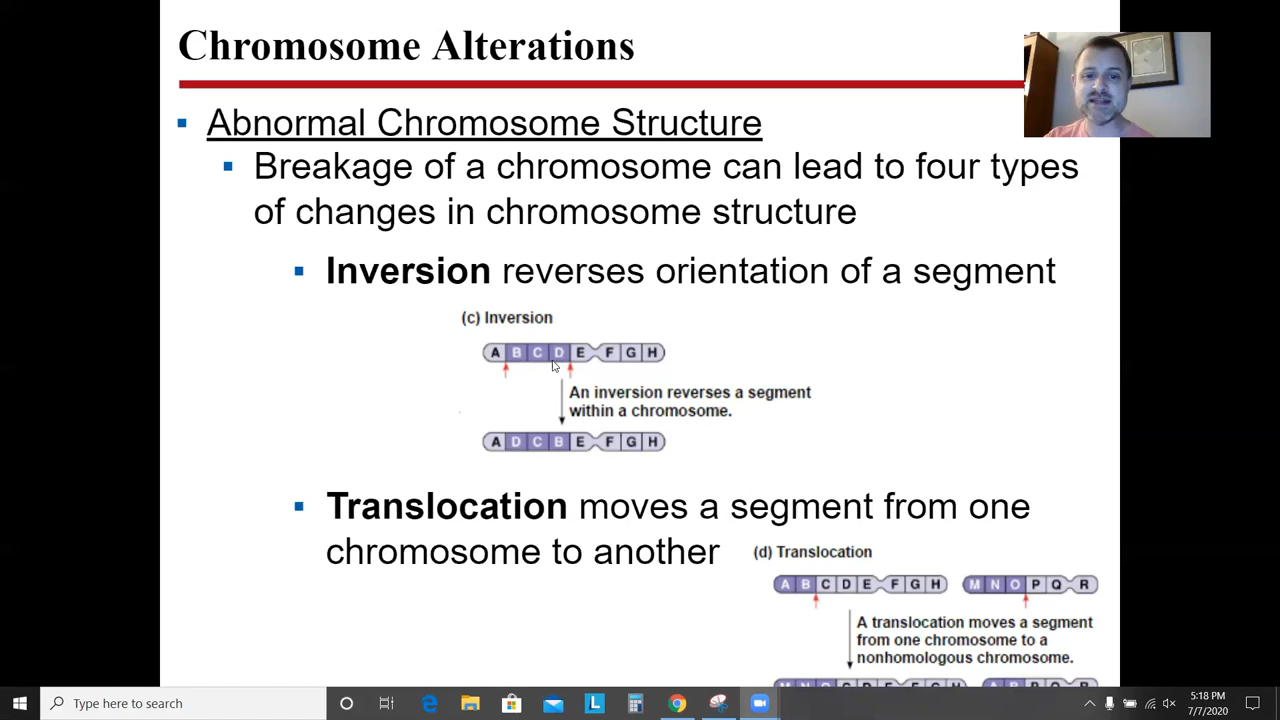 Chromosome Alterations
Abnormal Chromosome Structure
Breakage of a chromosome can lead to four types
of changes in chromosome structure
Inversion reverses orientation of a segment
(c) Inversion
A B C D E F G H
An inversion reverses a segment
within a chromosome.
A D C B E F G H
Translocation moves a segment from one
chromosome to another
(d) Translocation
A B C D E F G H M N O P Q R
A translocation moves a segment
from one chromosome to a
nonhomologous chromosome.
M N O C D E F G H A B P Q R
Type here to search
L
5:18 PM
7/7/2020